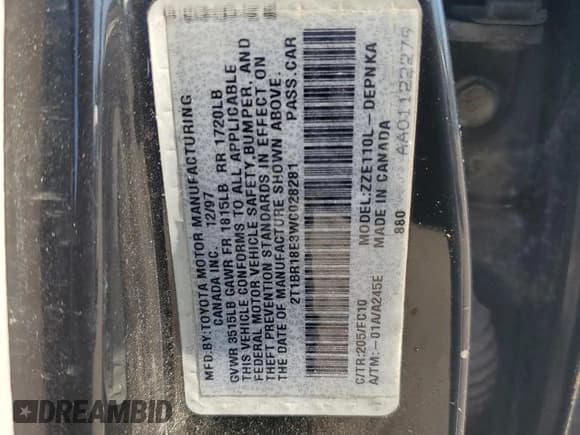 MFD BY:TOYOTA MOTOR MANUFACTURING
CANADA INC. 12/97
GVWR 3515LB GAWR FR 1815LB RR 1720LB
THIS VEHICLE CONFORMS TO ALL APPLICABLE
FEDERAL MOTOR VEHICLE SAFETY,BUMPER, AND
THEFT PREVENTION STANDARDS IN EFFECT ON
THE DATE OF MANUFACTURE SHOWN ABOVE.
2T1BR18E3WC028281 PASS.CAR
C/TR:205/FC10 MODEL:ZZE110L-DEPNKA
A/TM:-01A/A245E MADE IN CANADA
880
AA01122275
DREAMBID